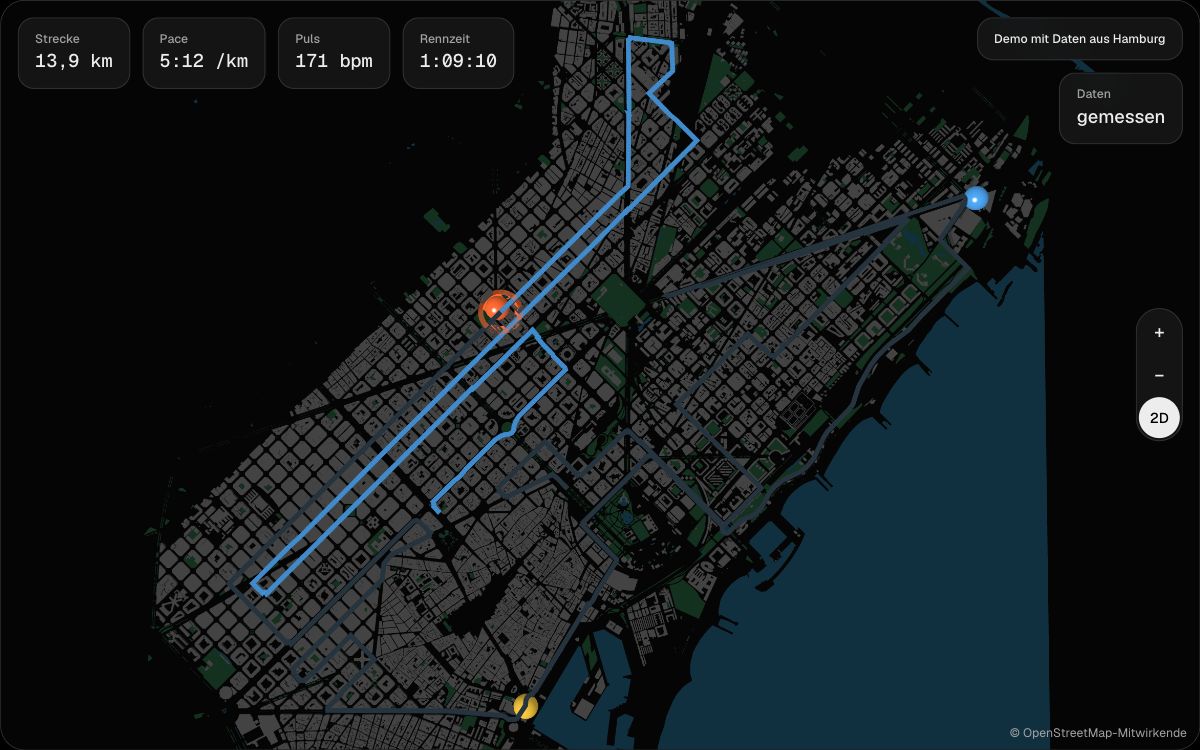 Strecke
13,9 km
Pace
5:12 /km
Puls
171 bpm
Rennzeit
1:09:10
Demo mit Daten aus Hamburg
Daten
gemessen
+
−
2D
© OpenStreetMap-Mitwirkende